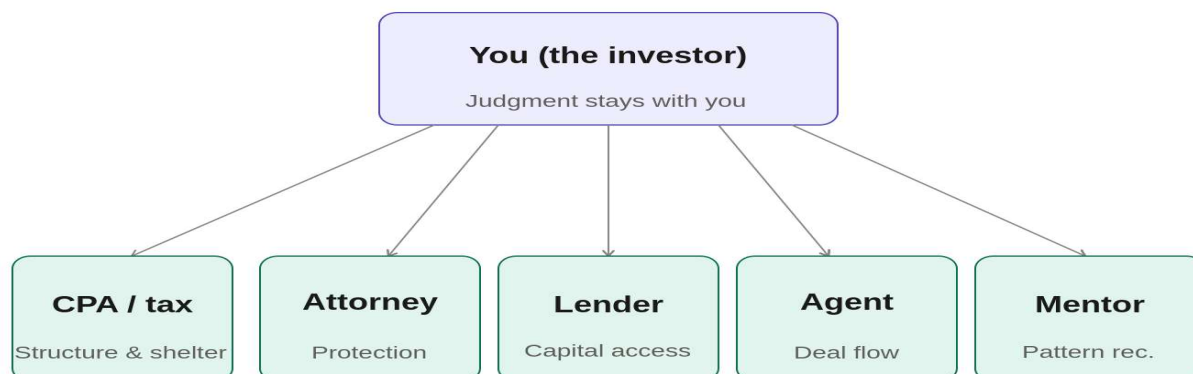 You (the investor)
Judgment stays with you
CPA / tax
Structure & shelter
Attorney
Protection
Lender
Capital access
Agent
Deal flow
Mentor
Pattern rec.